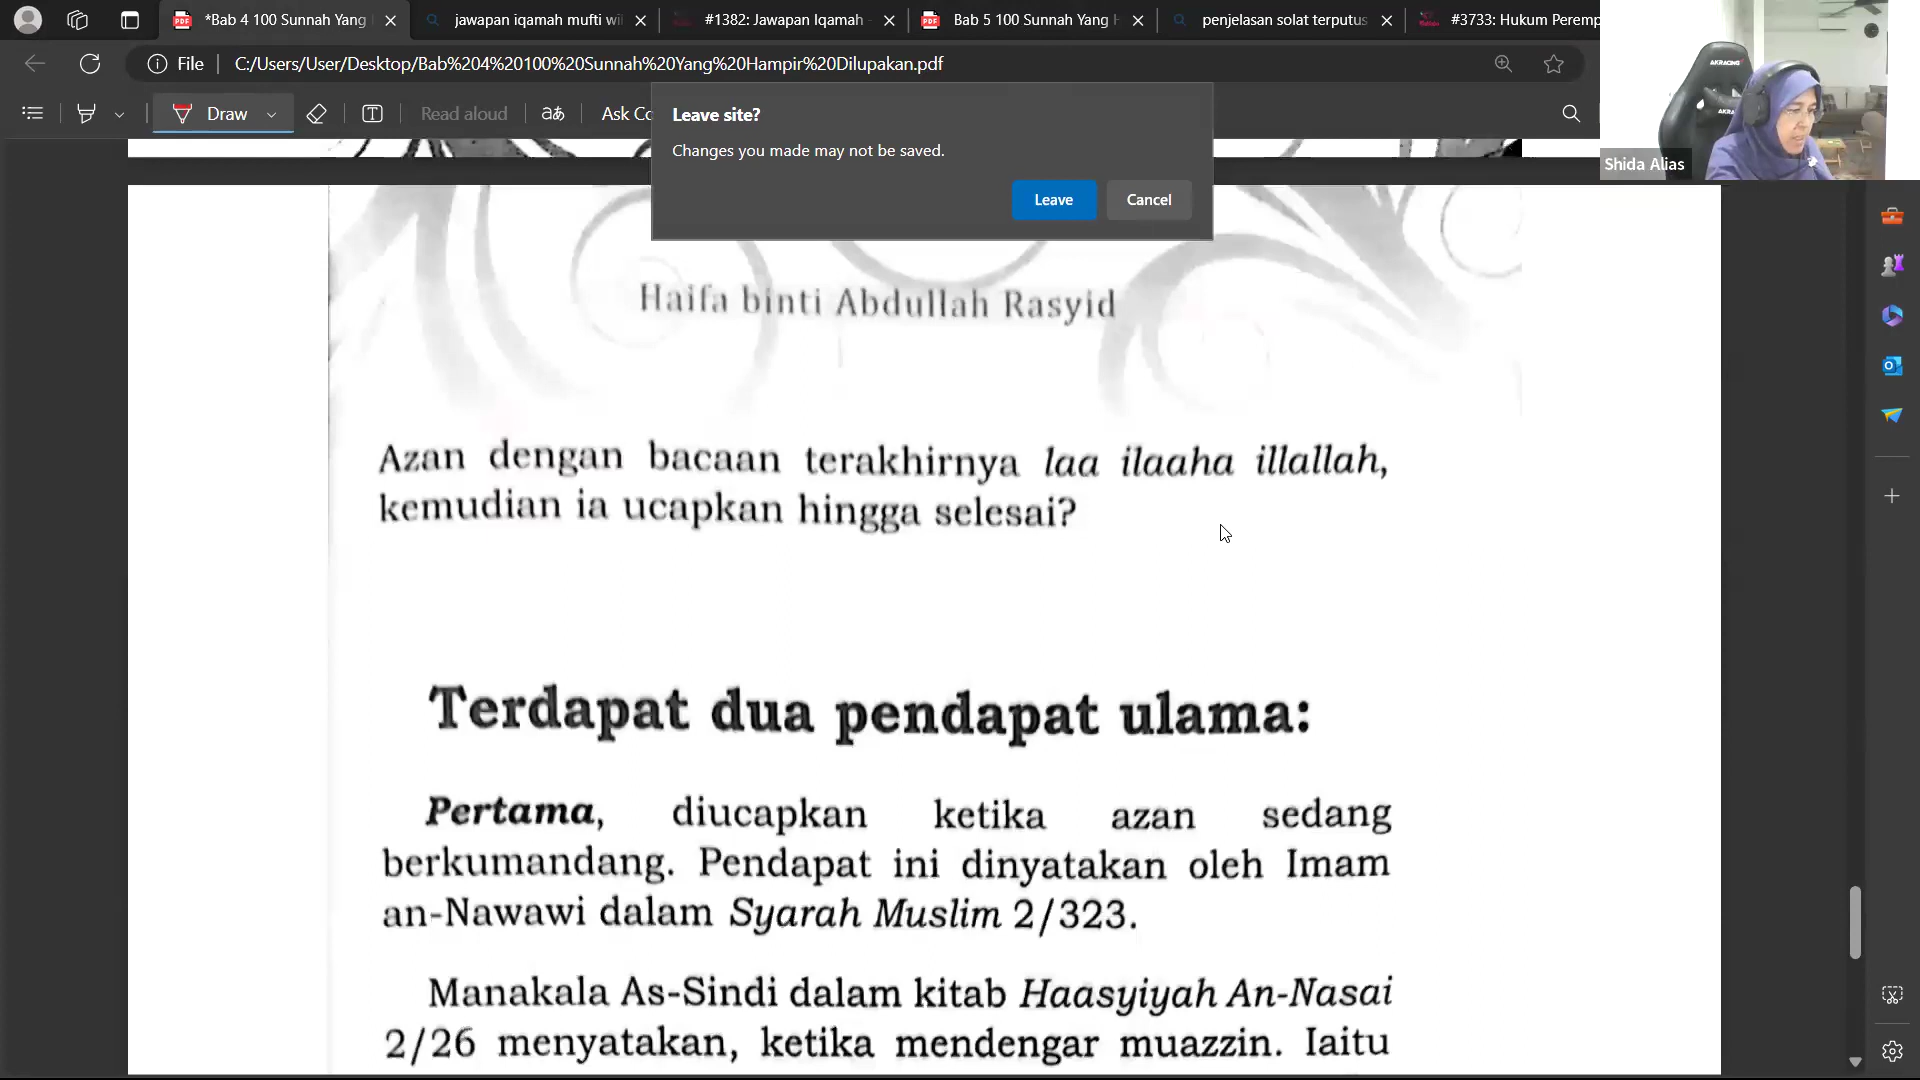 *Bab 4 100 Sunnah Yang
jawapan iqamah mufti wi
#1382: Jawapan Iqamah -
Bab 5 100 Sunnah Yang H
penjelasan solat terputus
#3733: Hukum Peremp
File
C:/Users/User/Desktop/Bab%204%20100%20Sunnah%20Yang%20Hampir%20Dilupakan.pdf
Draw
Read aloud
aあ
Ask Co
Leave site?
Changes you made may not be saved.
Leave
Cancel
AKRACING
Shida Alias
Haifa binti Abdullah Rasyid
Azan dengan bacaan terakhirnya laa ilaaha illallah,
kemudian ia ucapkan hingga selesai?
Terdapat dua pendapat ulama:
Pertama, diucapkan ketika azan sedang
berkumandang. Pendapat ini dinyatakan oleh Imam
an-Nawawi dalam Syarah Muslim 2/323.
Manakala As-Sindi dalam kitab Haasyiyah An-Nasai
2/26 menyatakan, ketika mendengar muazzin. Iaitu